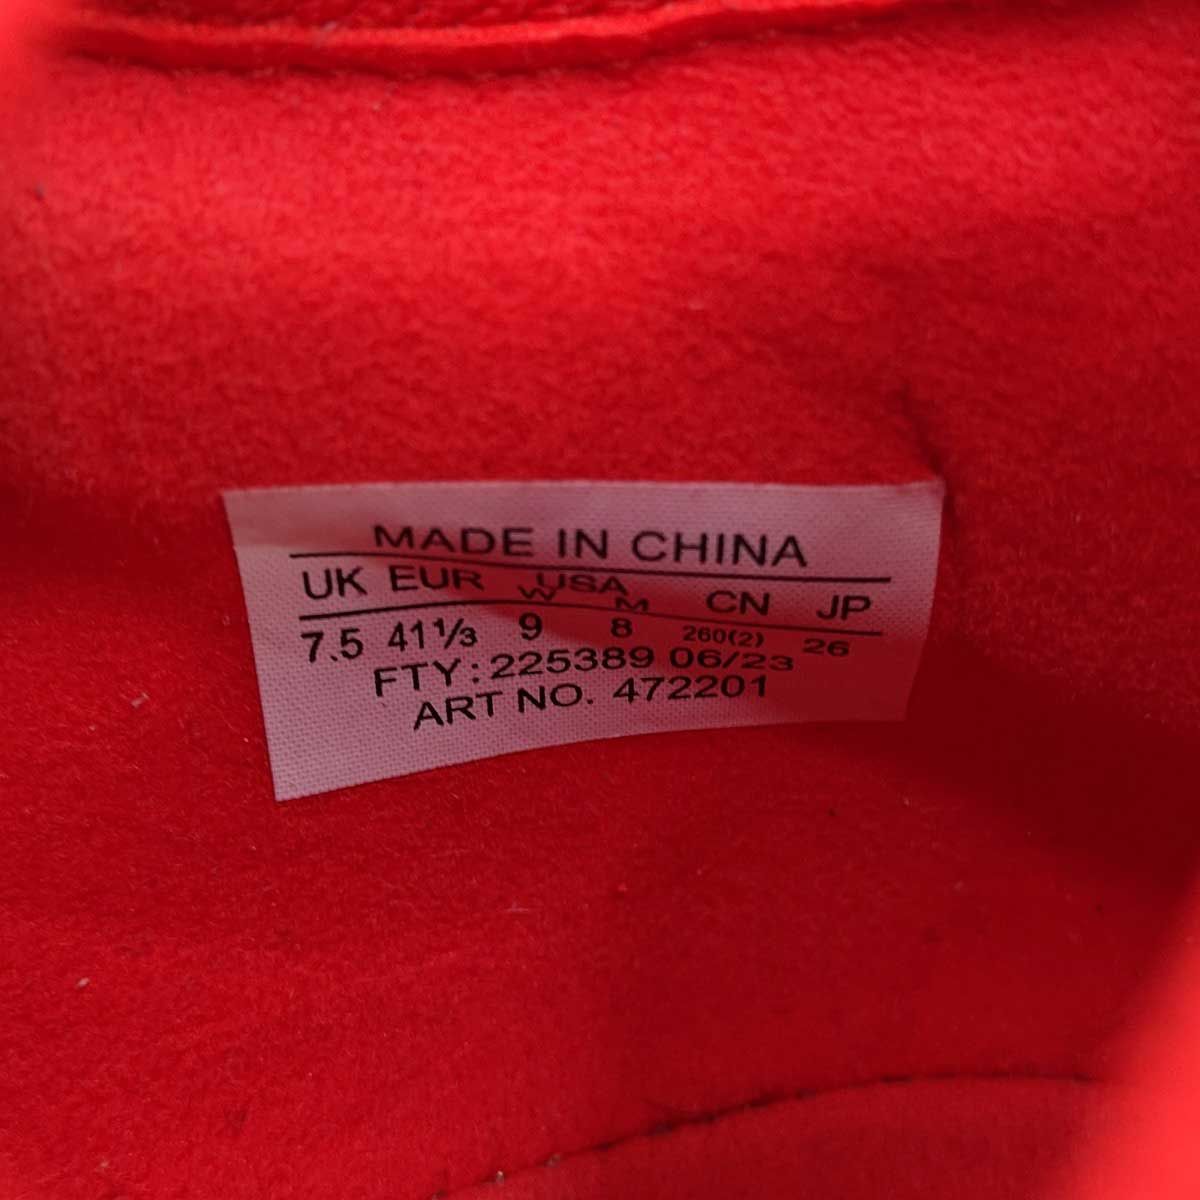 MADE IN CHINA
UK EUR USA CN JP
W M
7.5 41⅓ 9 8 260(2) 26
FTY: 225389 06/23
ART NO. 472201